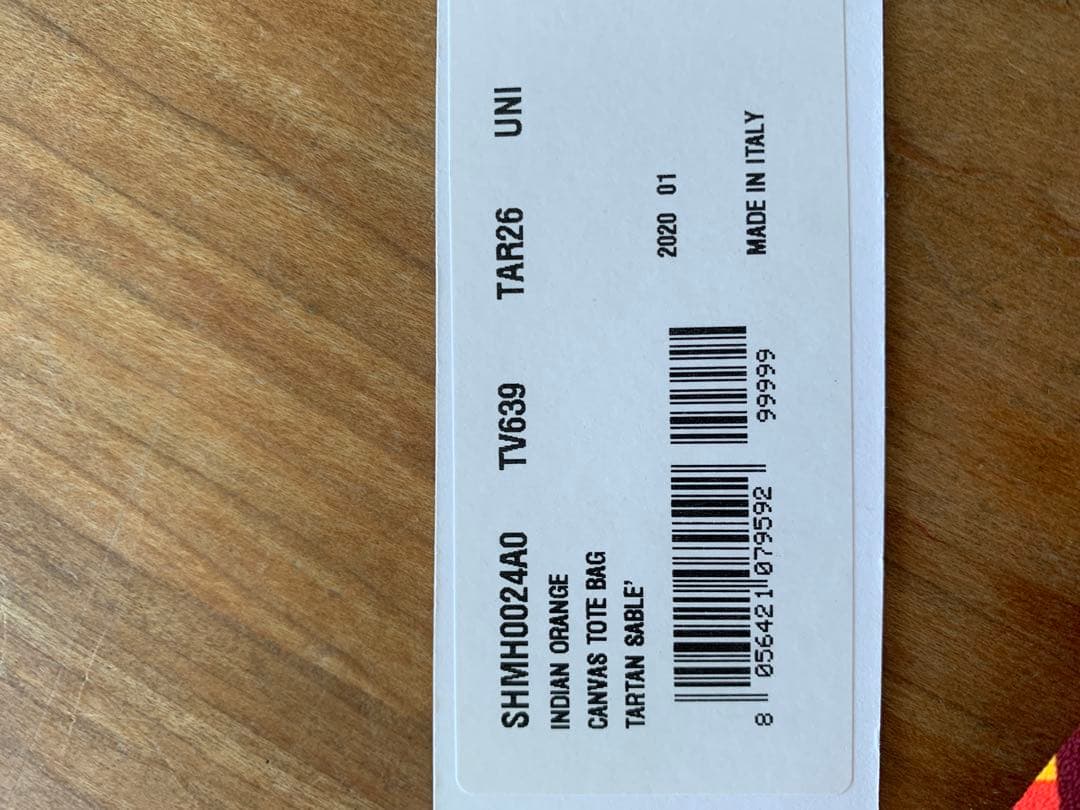 SHMH0024A0 TV639 TAR26 UNI
INDIAN ORANGE
CANVAS TOTE BAG
TARTAN SABLE'
2020 01
8 056421 079592 99999
MADE IN ITALY